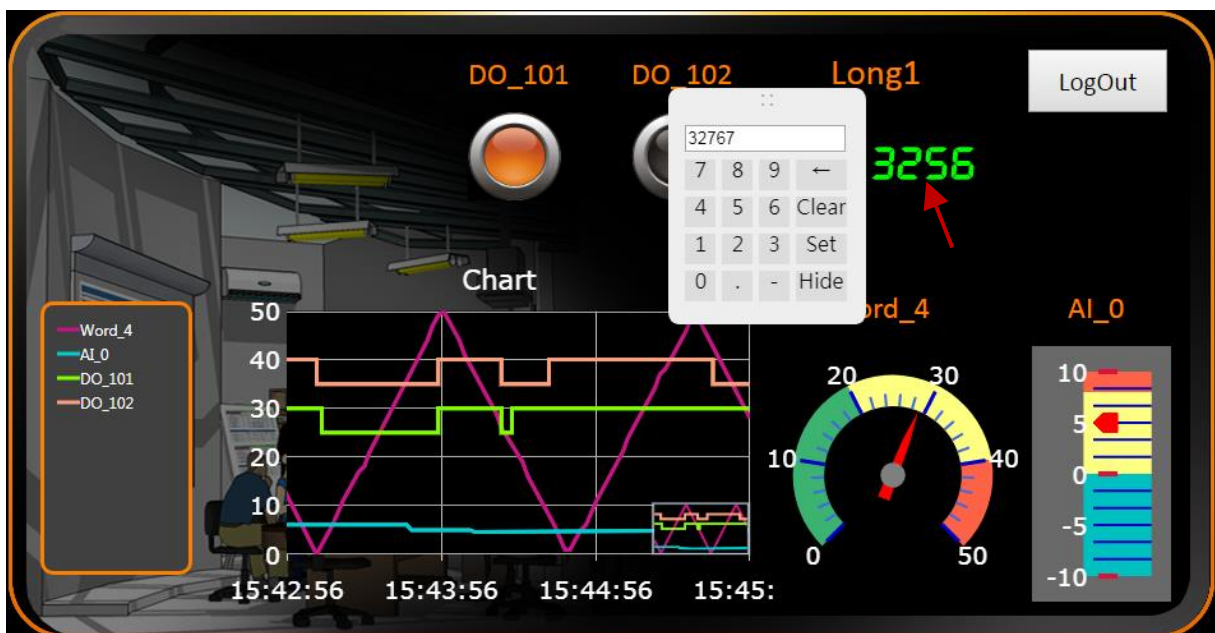 DO_101
DO_102
Long1
LogOut
32767
7 8 9 ←
4 5 6 Clear
1 2 3 Set
0 . - Hide
3256
Chart
Word_4
AI_0
DO_101
DO_102
50
40
30
20
10
0
15:42:56 15:43:56 15:44:56 15:45:
rd_4
0
10
20
30
40
50
AI_0
10
5
0
-5
-10